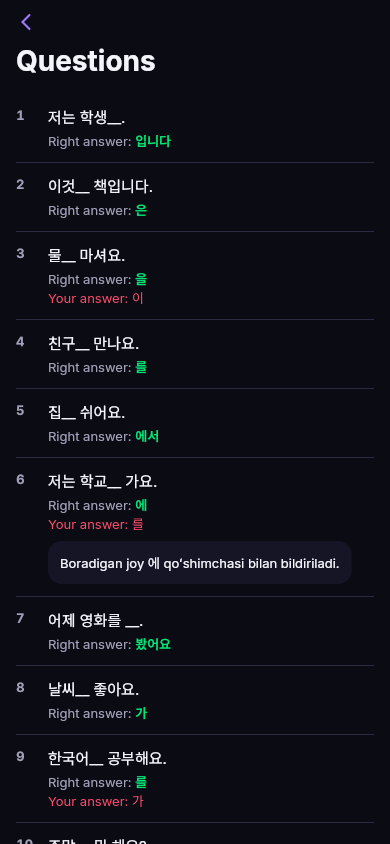 Questions
1
저는 학생__.
Right answer: 입니다
2
이것__ 책입니다.
Right answer: 은
3
물__ 마셔요.
Right answer: 을
Your answer: 이
4
친구__ 만나요.
Right answer: 를
5
집__ 쉬어요.
Right answer: 에서
6
저는 학교__ 가요.
Right answer: 에
Your answer: 를
Boradigan joy 에 qo'shimchasi bilan bildiriladi.
7
어제 영화를 __.
Right answer: 봤어요
8
날씨__ 좋아요.
Right answer: 가
9
한국어__ 공부해요.
Right answer: 를
Your answer: 가
10